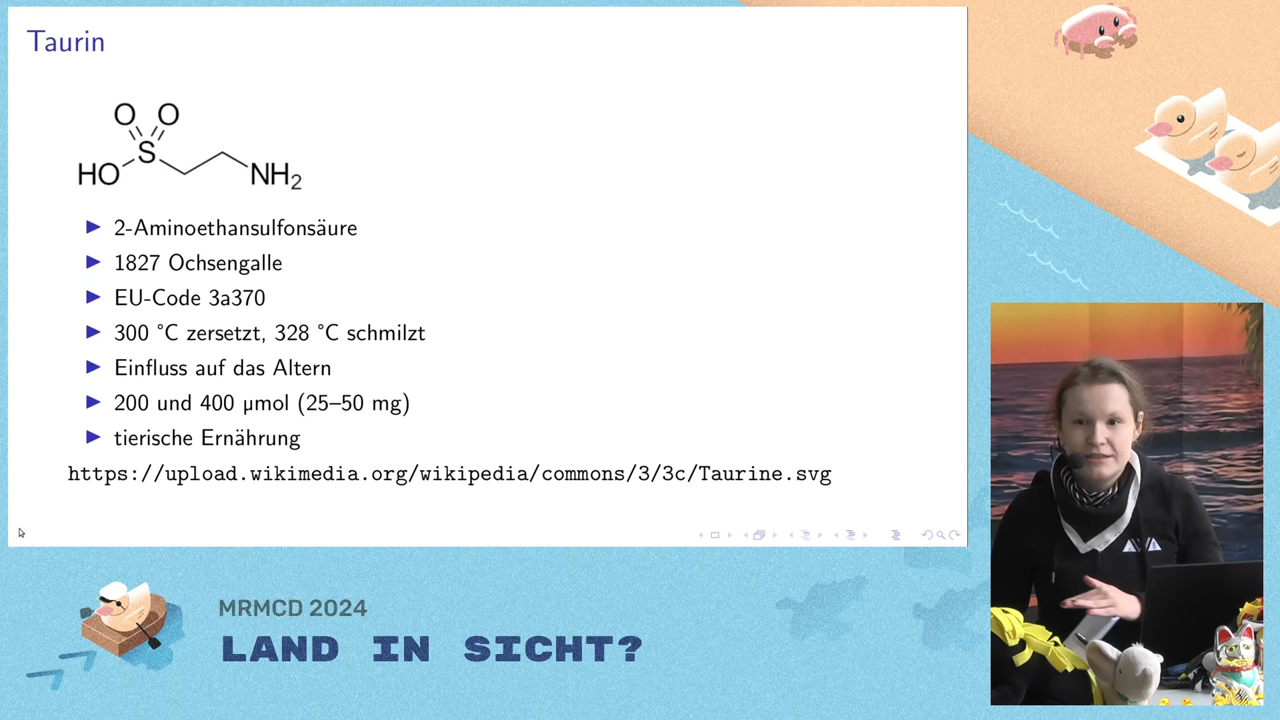 Taurin
O O
S
HO NH₂
2-Aminoethansulfonsäure
1827 Ochsengalle
EU-Code 3a370
300 °C zersetzt, 328 °C schmilzt
Einfluss auf das Altern
200 und 400 µmol (25–50 mg)
tierische Ernährung
https://upload.wikimedia.org/wikipedia/commons/3/3c/Taurine.svg
MRMCD 2024
LAND IN SICHT?